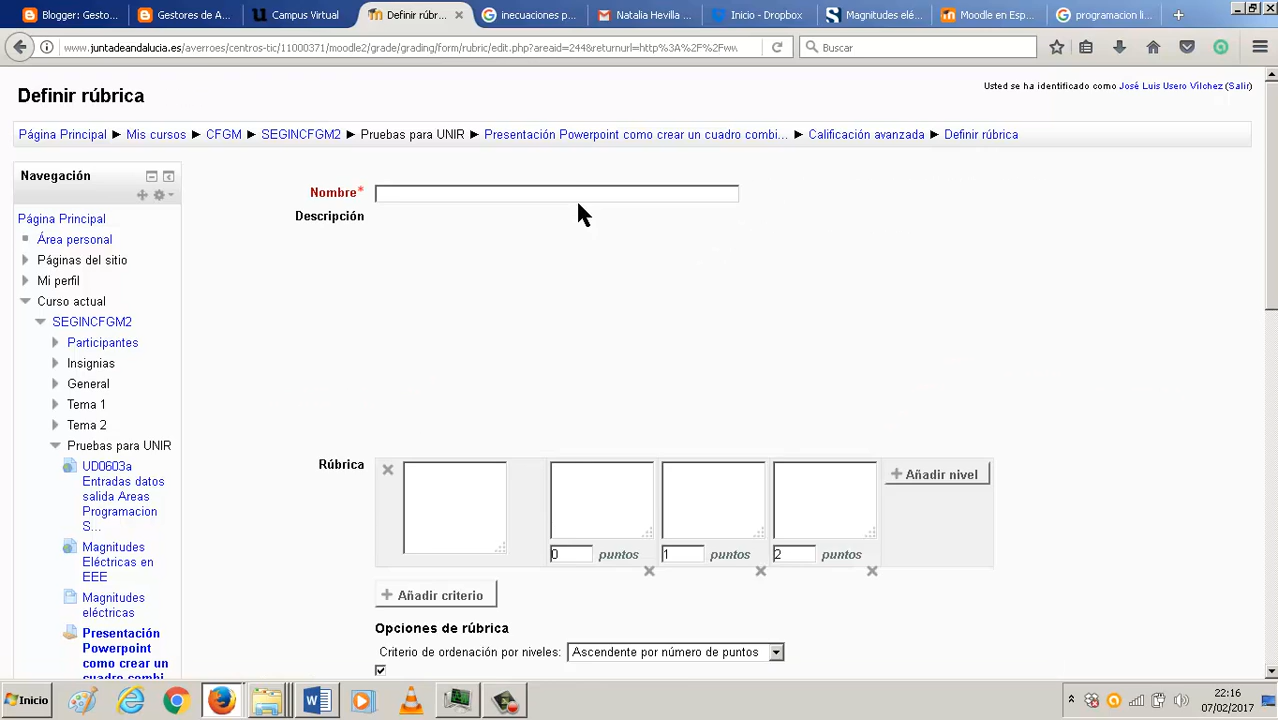 Blogger: Gesto...
Gestores de A...
Campus Virtual
Definir rúbr...
inecuaciones p...
Natalia Hevilla ...
Inicio - Dropbox
Magnitudes elé...
Moodle en Esp...
programacion li...
www.juntadeandalucia.es/averroes/centros-tic/11000371/moodle2/grade/grading/form/rubric/edit.php?areaid=244&returnurl=http%3A%2F%2Fww
Buscar
Definir rúbrica
Usted se ha identificado como José Luis Usero Vílchez (Salir)
Página Principal ► Mis cursos ► CFGM ► SEGINCFGM2 ► Pruebas para UNIR ► Presentación Powerpoint como crear un cuadro combi... ► Calificación avanzada ► Definir rúbrica
Navegación
Página Principal
Área personal
Páginas del sitio
Mi perfil
Curso actual
SEGINCFGM2
Participantes
Insignias
General
Tema 1
Tema 2
Pruebas para UNIR
UD0603a
Entradas datos
salida Areas
Programacion
S...
Magnitudes
Eléctricas en
EEE
Magnitudes
eléctricas
Presentación
Powerpoint
como crear un
cuadro combi
Nombre*
Descripción
Rúbrica
+ Añadir nivel
0 puntos
1 puntos
2 puntos
+ Añadir criterio
Opciones de rúbrica
Criterio de ordenación por niveles: Ascendente por número de puntos
Inicio
22:16
07/02/2017